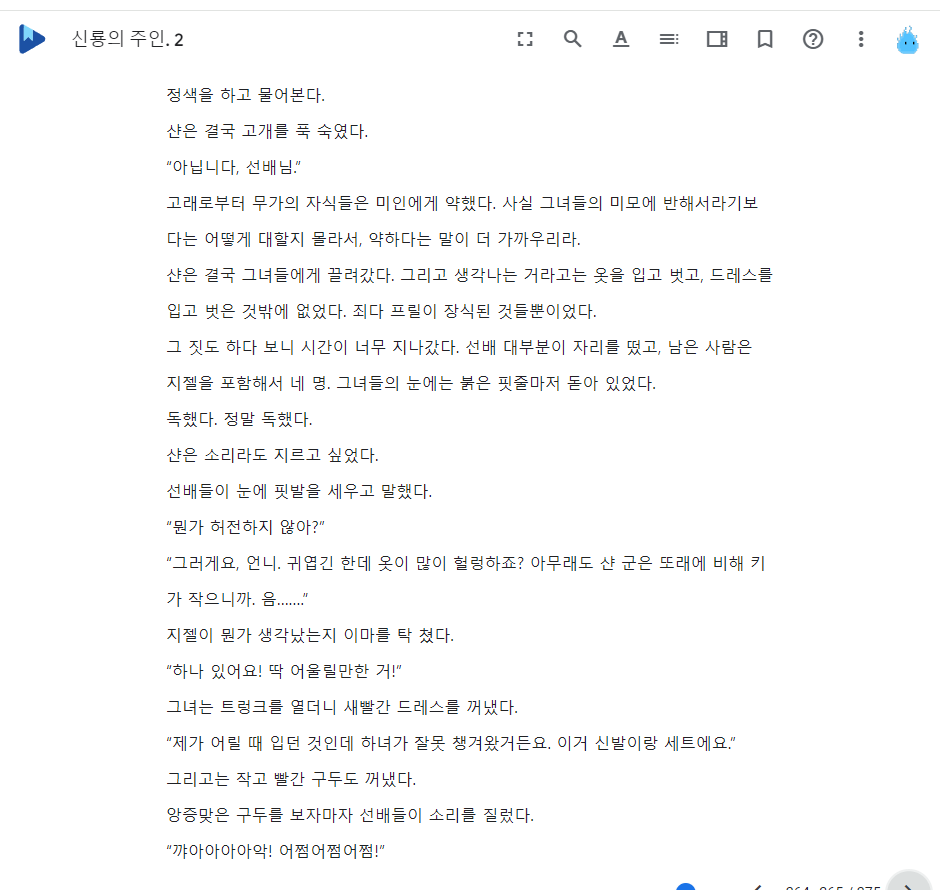 신룡의 주인. 2
정색을 하고 물어본다.
샨은 결국 고개를 푹 숙였다.
“아닙니다, 선배님.”
고래로부터 무가의 자식들은 미인에게 약했다. 사실 그녀들의 미모에 반해서라기보
다는 어떻게 대할지 몰라서, 약하다는 말이 더 가까우리라.
샨은 결국 그녀들에게 끌려갔다. 그리고 생각나는 거라고는 옷을 입고 벗고, 드레스를
입고 벗은 것밖에 없었다. 죄다 프릴이 장식된 것들뿐이었다.
그 짓도 하다 보니 시간이 너무 지나갔다. 선배 대부분이 자리를 떴고, 남은 사람은
지젤을 포함해서 네 명. 그녀들의 눈에는 붉은 핏줄마저 돋아 있었다.
독했다. 정말 독했다.
샨은 소리라도 지르고 싶었다.
선배들이 눈에 핏발을 세우고 말했다.
“뭔가 허전하지 않아?”
“그러게요, 언니. 귀엽긴 한데 옷이 많이 헐렁하죠? 아무래도 샨 군은 또래에 비해 키
가 작으니까. 음…….”
지젤이 뭔가 생각났는지 이마를 탁 쳤다.
“하나 있어요! 딱 어울릴만한 거!”
그녀는 트렁크를 열더니 새빨간 드레스를 꺼냈다.
“제가 어릴 때 입던 것인데 하녀가 잘못 챙겨왔거든요. 이거 신발이랑 세트에요.”
그리고는 작고 빨간 구두도 꺼냈다.
앙증맞은 구두를 보자마자 선배들이 소리를 질렀다.
“꺄아아아아악! 어쩜어쩜어쩜!”